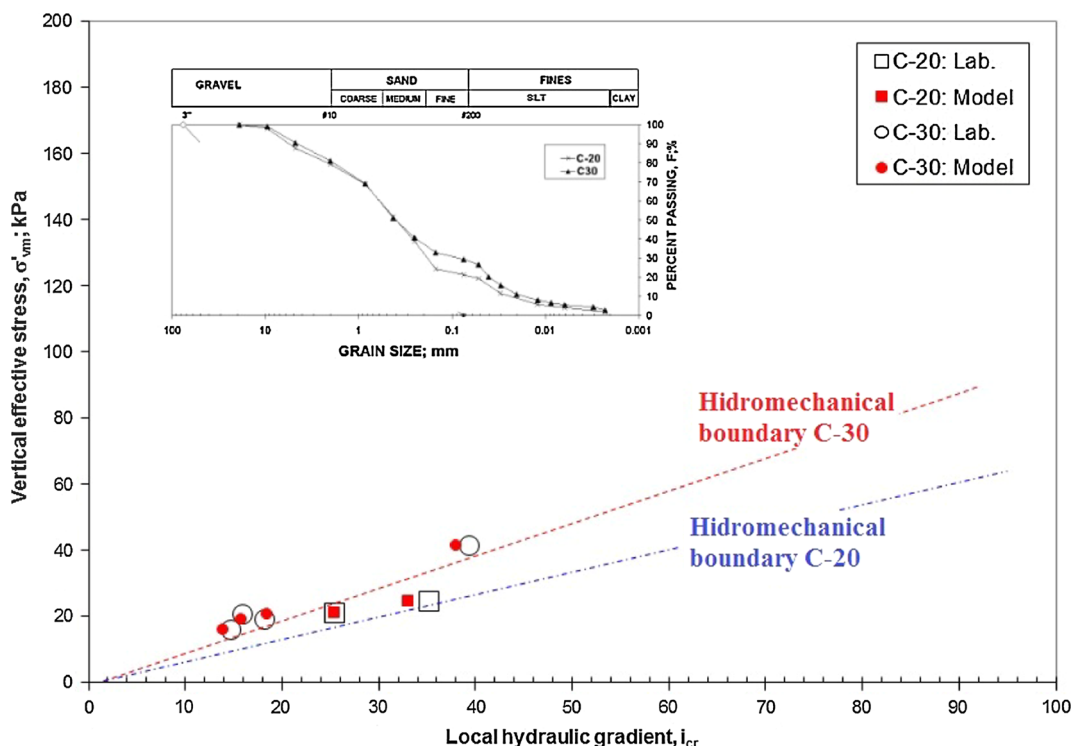 200
180
160
140
120
100
80
60
40
20
0
Vertical effective stress, σ'vm; kPa
0 10 20 30 40 50 60 70 80 90 100
Local hydraulic gradient, icr
C-20: Lab.
C-20: Model
C-30: Lab.
C-30: Model
GRAVEL SAND FINES
COARSE MEDIUM FINE SLT CLAY
3" #10 #200
C-20
C30
100
90
80
70
60
50
40
30
20
10
0
PERCENT PASSING, F;%
100 10 1 0.1 0.01 0.001
GRAIN SIZE; mm
Hidromechanical
boundary C-30
Hidromechanical
boundary C-20